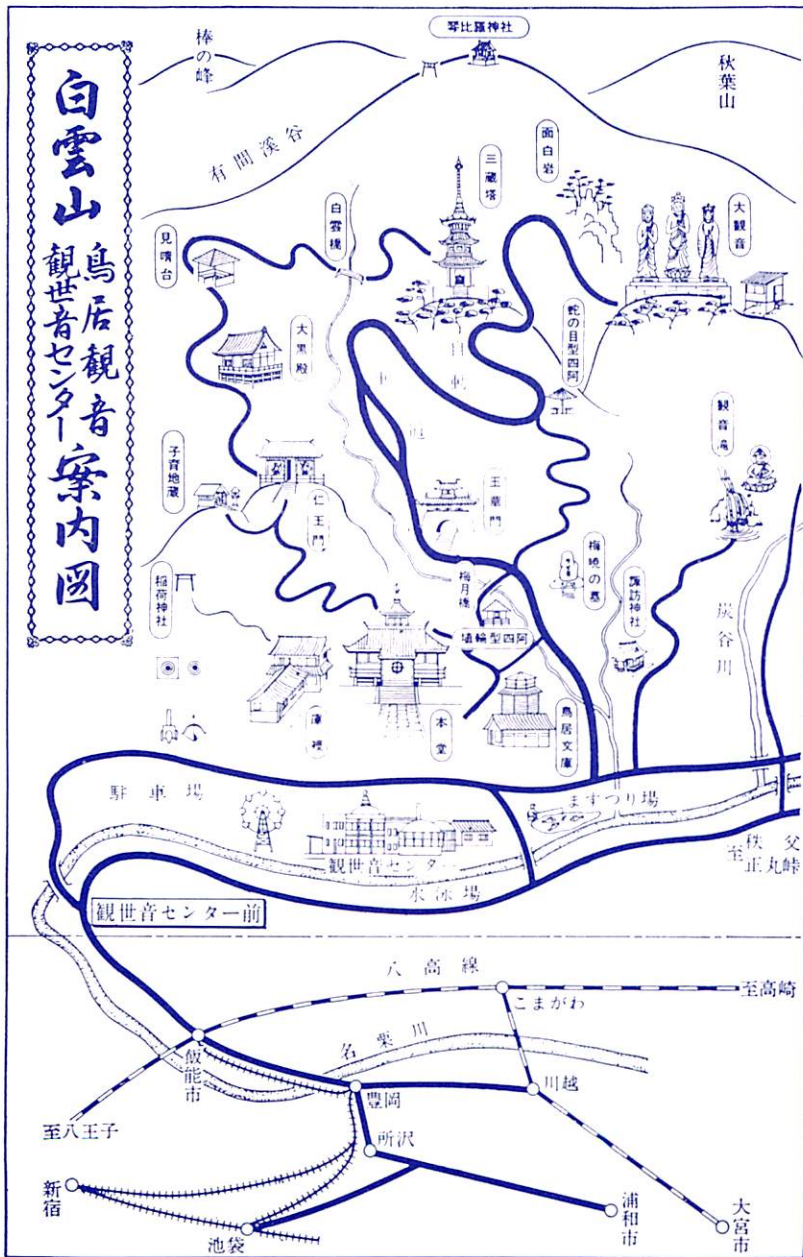 白雲山
鳥居観音
観世音センター
案内図
琴比羅神社
棒の峰
秋葉山
有間渓谷
面白岩
三蔵塔
大観音
白雲橋
見晴台
大黒殿
蛇の目型四阿
自動車道
観音滝
子育地蔵
仁王門
玉華門
梅月橋
梅暁の墓
諏訪神社
炭谷川
稲荷神社
埴輪型四阿
庫裡
本堂
鳥居文庫
駐車場
ますつり場
観世音センター
水泳場
至秩父
正丸峠
観世音センター前
八高線
こまがわ
至高崎
名栗川
飯能市
豊岡
川越
至八王子
所沢
新宿
池袋
浦和市
大宮市